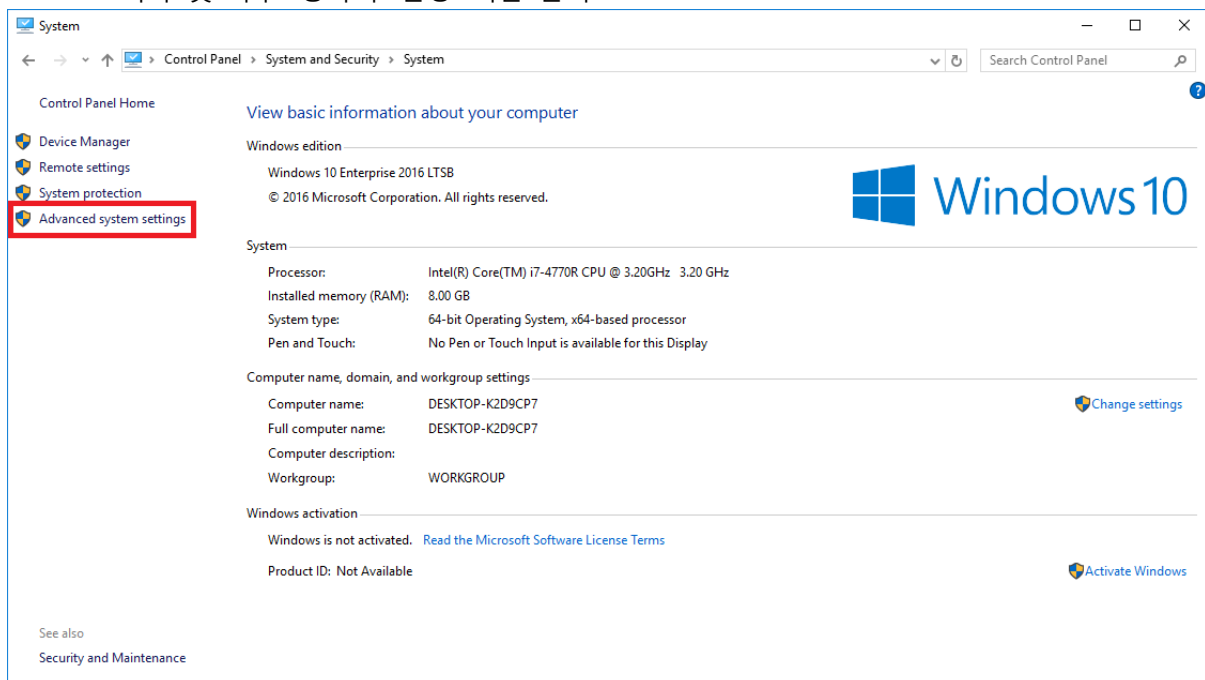 System
Control Panel > System and Security > System
Search Control Panel
Control Panel Home
Device Manager
Remote settings
System protection
Advanced system settings
View basic information about your computer
Windows edition
Windows 10 Enterprise 2016 LTSB
© 2016 Microsoft Corporation. All rights reserved.
Windows 10
System
Processor: Intel(R) Core(TM) i7-4770R CPU @ 3.20GHz 3.20 GHz
Installed memory (RAM): 8.00 GB
System type: 64-bit Operating System, x64-based processor
Pen and Touch: No Pen or Touch Input is available for this Display
Computer name, domain, and workgroup settings
Computer name: DESKTOP-K2D9CP7
Change settings
Full computer name: DESKTOP-K2D9CP7
Computer description:
Workgroup: WORKGROUP
Windows activation
Windows is not activated. Read the Microsoft Software License Terms
Product ID: Not Available
Activate Windows
See also
Security and Maintenance